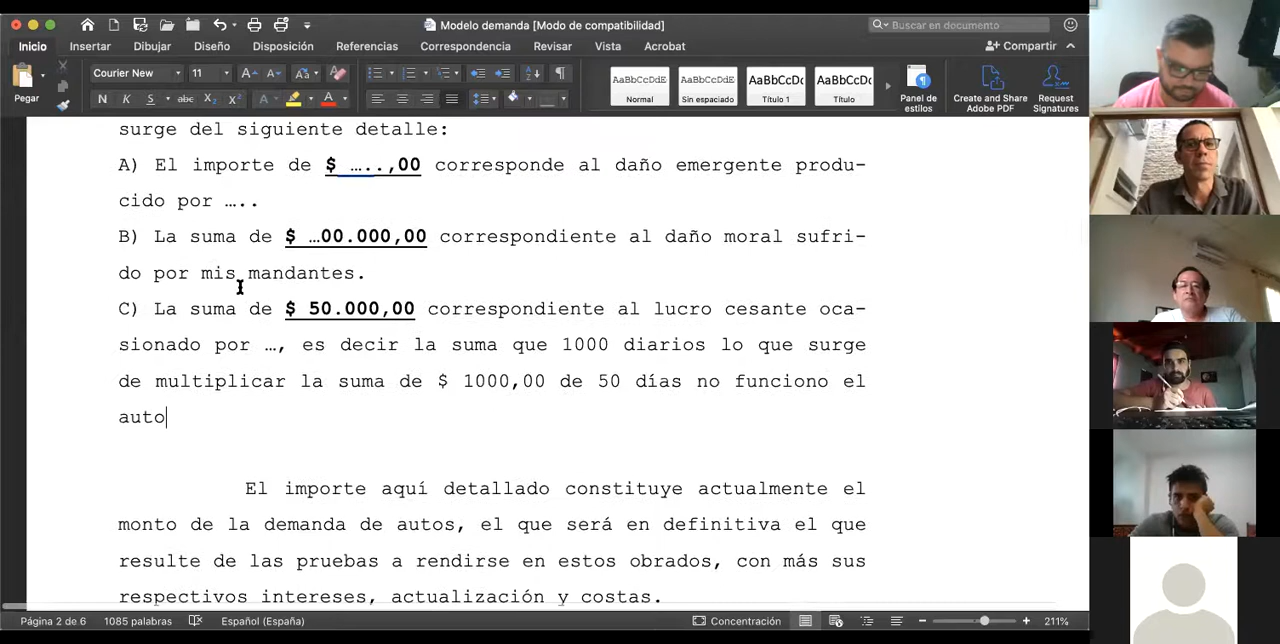 Modelo demanda [Modo de compatibilidad]
Buscar en documento
Inicio Insertar Dibujar Diseño Disposición Referencias Correspondencia Revisar Vista Acrobat
Compartir
Pegar
Courier New 11
N K S abc X₂ X²
AaBbCcDdE AaBbCcDdE AaBbCcDc AaBbCcDc
Normal Sin espaciado Título 1 Título
Panel de estilos
Create and Share Adobe PDF
Request Signatures
surge del siguiente detalle:
A) El importe de $ …..,00 corresponde al daño emergente produ-
cido por …..
B) La suma de $ …00.000,00 correspondiente al daño moral sufri-
do por mis mandantes.
C) La suma de $ 50.000,00 correspondiente al lucro cesante oca-
sionado por …, es decir la suma que 1000 diarios lo que surge
de multiplicar la suma de $ 1000,00 de 50 días no funciono el
auto
El importe aquí detallado constituye actualmente el
monto de la demanda de autos, el que será en definitiva el que
resulte de las pruebas a rendirse en estos obrados, con más sus
respectivos intereses, actualización y costas.
Página 2 de 6 1085 palabras Español (España) Concentración 211%